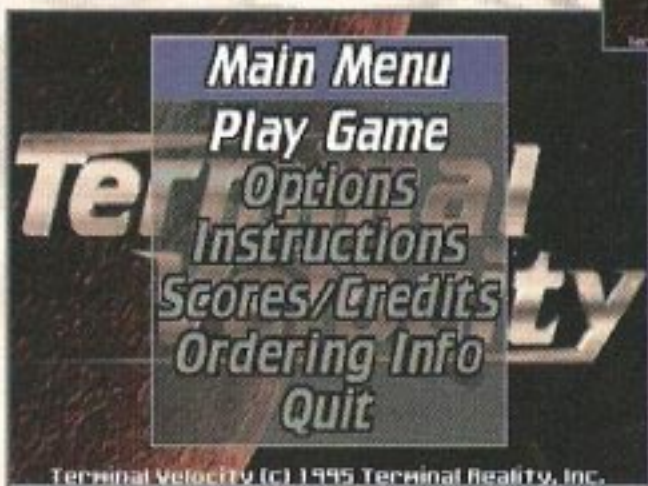 Main Menu
Play Game
Options
Instructions
Scores/Credits
Ordering Info
Quit
Terminal Velocity (c) 1995 Terminal Reality, Inc.